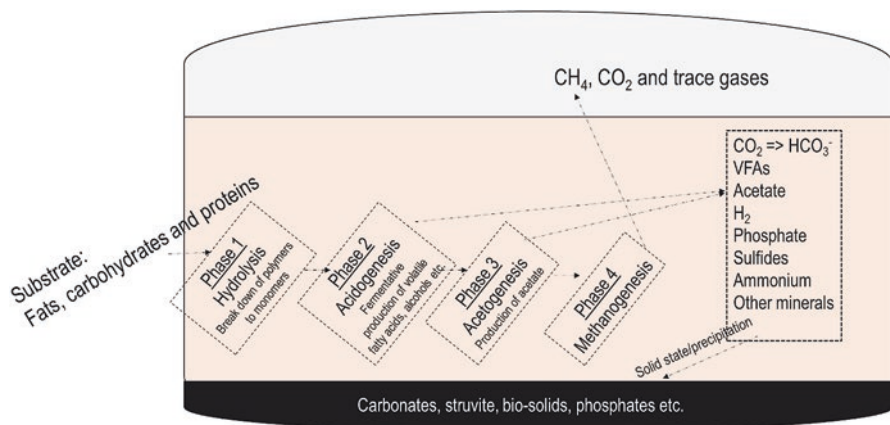 CH₄, CO₂ and trace gases
Substrate:
Fats, carbohydrates and proteins
Phase 1
Hydrolysis
Break down of polymers
to monomers
Phase 2
Acidogenesis
Fermentative
production of volatile
fatty acids, alcohols etc.
Phase 3
Acetogenesis
Production of acetate
Phase 4
Methanogenesis
CO₂ => HCO₃⁻
VFAs
Acetate
H₂
Phosphate
Sulfides
Ammonium
Other minerals
Solid state/precipitation
Carbonates, struvite, bio-solids, phosphates etc.